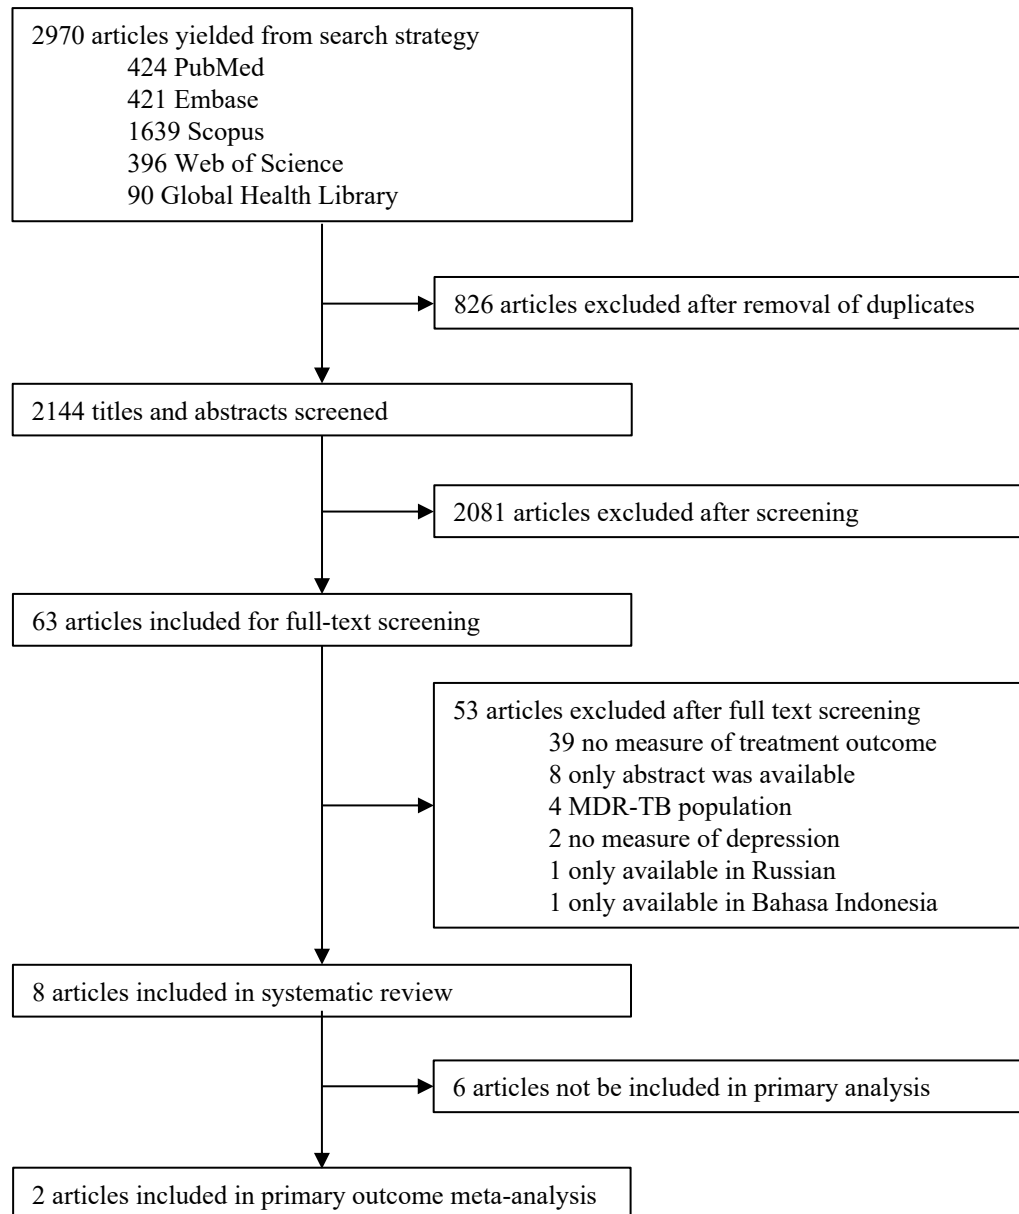 2970 articles yielded from search strategy
424 PubMed
421 Embase
1639 Scopus
396 Web of Science
90 Global Health Library
826 articles excluded after removal of duplicates
2144 titles and abstracts screened
2081 articles excluded after screening
63 articles included for full-text screening
53 articles excluded after full text screening
39 no measure of treatment outcome
8 only abstract was available
4 MDR-TB population
2 no measure of depression
1 only available in Russian
1 only available in Bahasa Indonesia
8 articles included in systematic review
6 articles not be included in primary analysis
2 articles included in primary outcome meta-analysis